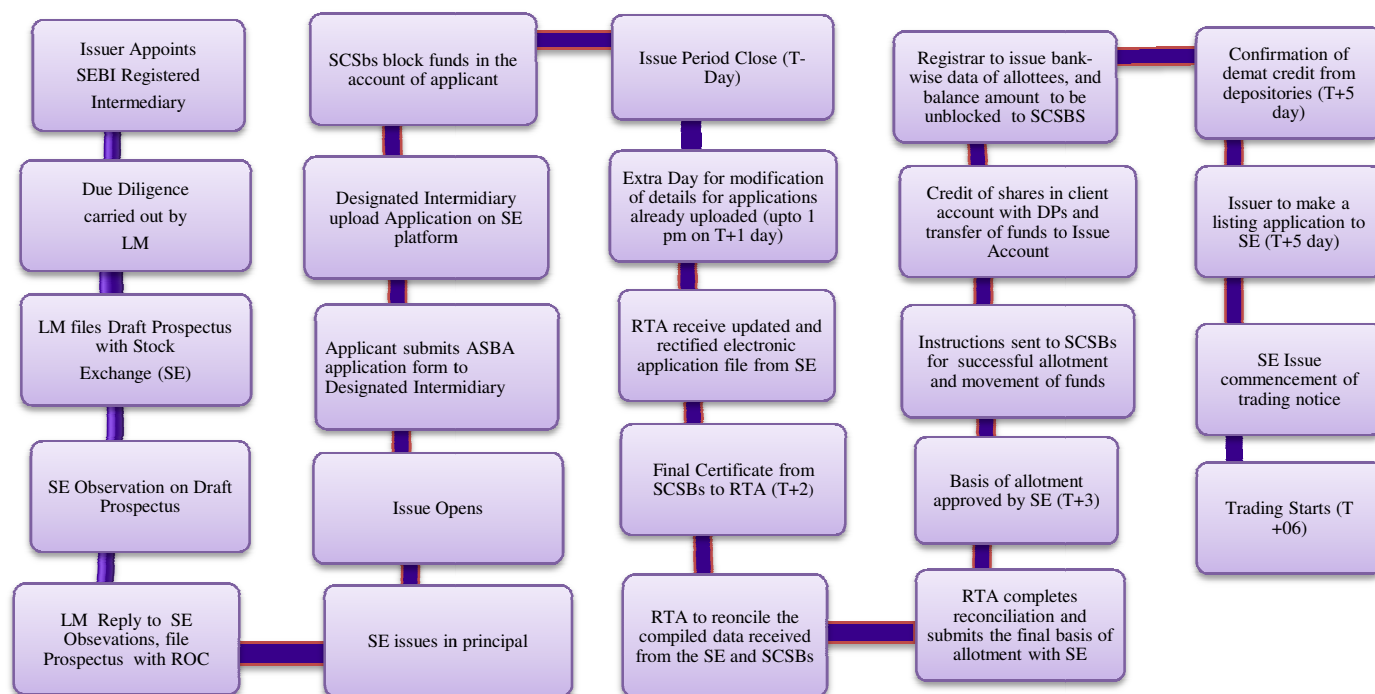 Issuer Appoints
SEBI Registered
Intermediary
Due Diligence
carried out by
LM
LM files Draft Prospectus
with Stock
Exchange (SE)
SE Observation on Draft
Prospectus
LM Reply to SE
Obsevations, file
Prospectus with ROC
SE issues in principal
Issue Opens
Applicant submits ASBA
application form to
Designated Intermidiary
Designated Intermidiary
upload Application on SE
platform
SCSbs block funds in the
account of applicant
Issue Period Close (T-
Day)
Extra Day for modification
of details for applications
already uploaded (upto 1
pm on T+1 day)
RTA receive updated and
rectified electronic
application file from SE
Final Certificate from
SCSBs to RTA (T+2)
RTA to reconcile the
compiled data received
from the SE and SCSBs
RTA completes
reconciliation and
submits the final basis of
allotment with SE
Basis of allotment
approved by SE (T+3)
Instructions sent to SCSBs
for successful allotment
and movement of funds
Credit of shares in client
account with DPs and
transfer of funds to Issue
Account
Registrar to issue bank-
wise data of allottees, and
balance amount to be
unblocked to SCSBS
Confirmation of
demat credit from
depositories (T+5
day)
Issuer to make a
listing application to
SE (T+5 day)
SE Issue
commencement of
trading notice
Trading Starts (T
+06)